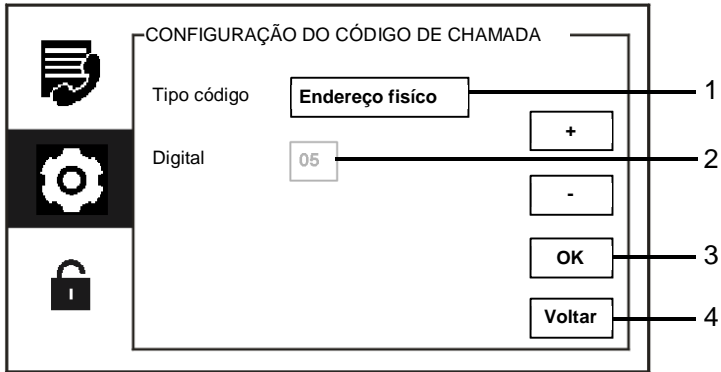 CONFIGURAÇÃO DO CÓDIGO DE CHAMADA
Tipo código Endereço fisíco 1
+
Digital 05 2
-
OK 3
Voltar 4